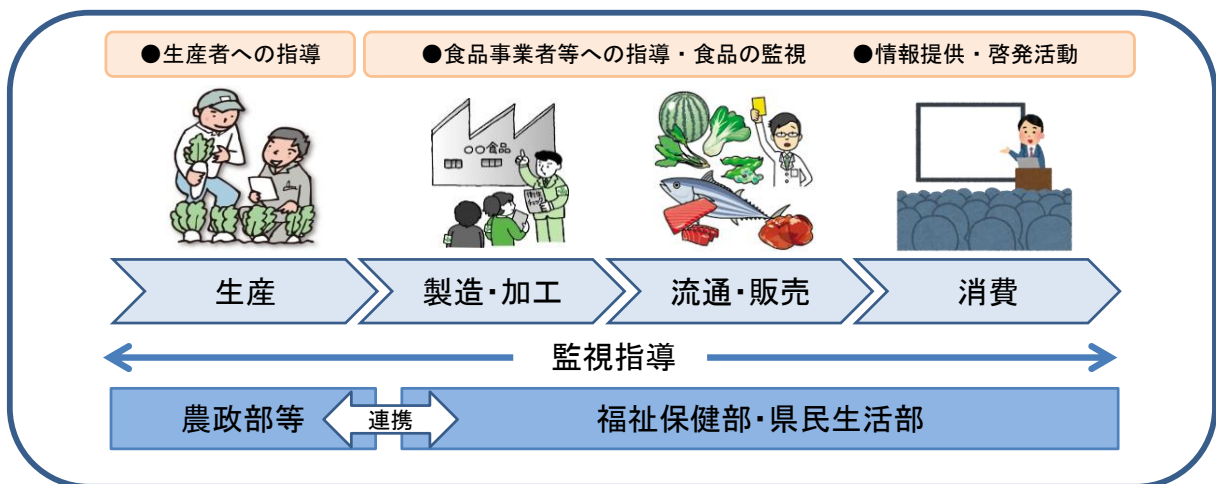 ●生産者への指導
●食品事業者等への指導・食品の監視
●情報提供・啓発活動
〇〇食品
生産
製造・加工
流通・販売
消費
監視指導
農政部等
連携
福祉保健部・県民生活部